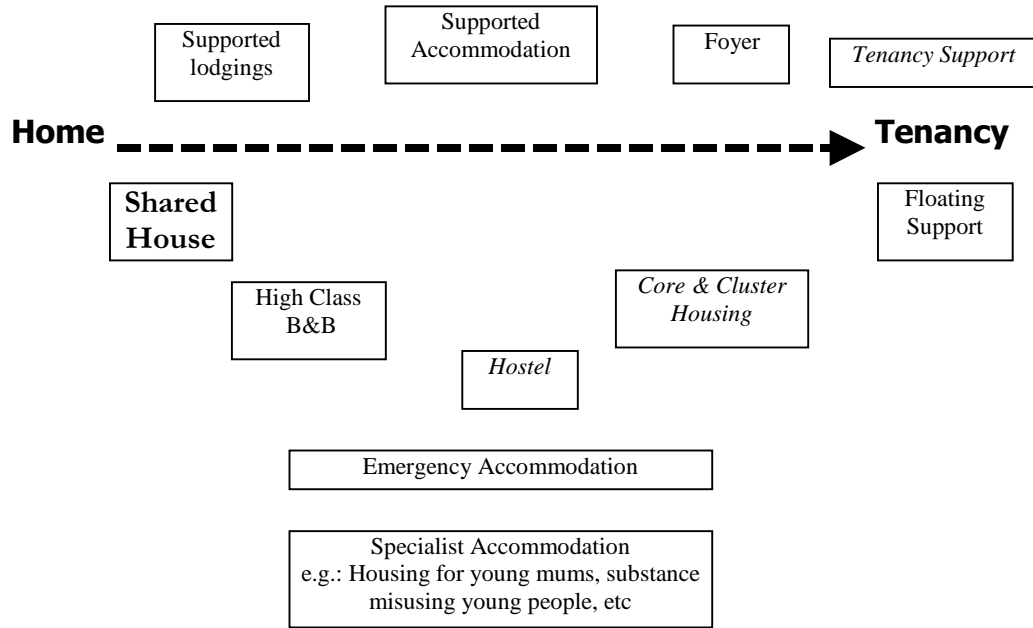 Supported
lodgings
Supported
Accommodation
Foyer
Tenancy Support
Home
Tenancy
Shared
House
Floating
Support
High Class
B&B
Core & Cluster
Housing
Hostel
Emergency Accommodation
Specialist Accommodation
e.g.: Housing for young mums, substance
misusing young people, etc